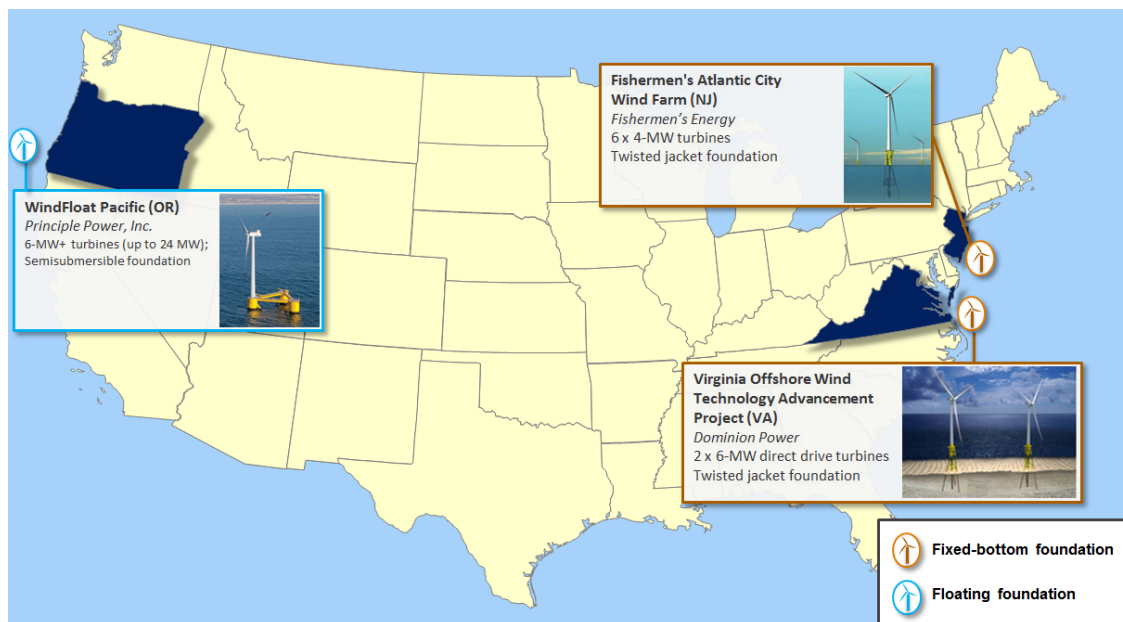 Fishermen's Atlantic City
Wind Farm (NJ)
Fishermen's Energy
6 x 4-MW turbines
Twisted jacket foundation
WindFloat Pacific (OR)
Principle Power, Inc.
6-MW+ turbines (up to 24 MW);
Semisubmersible foundation
Virginia Offshore Wind
Technology Advancement
Project (VA)
Dominion Power
2 x 6-MW direct drive turbines
Twisted jacket foundation
Fixed-bottom foundation
Floating foundation